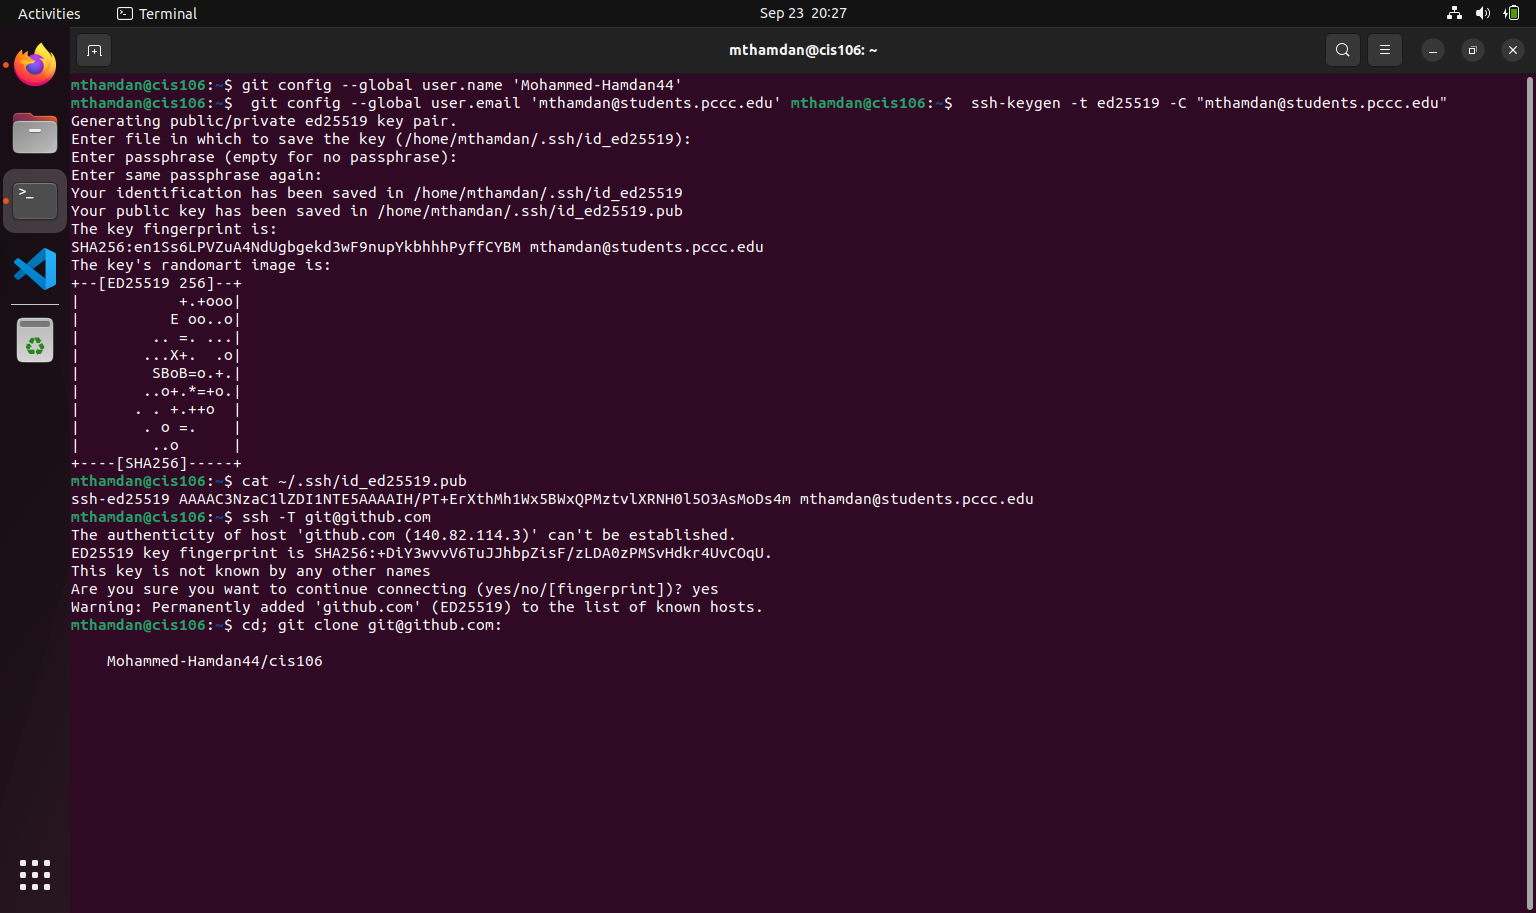 Activities
Terminal
Sep 23 20:27
mthamdan@cis106: ~
mthamdan@cis106:~$ git config --global user.name 'Mohammed-Hamdan44'
mthamdan@cis106:~$  git config --global user.email 'mthamdan@students.pccc.edu' mthamdan@cis106:~$  ssh-keygen -t ed25519 -C "mthamdan@students.pccc.edu"
Generating public/private ed25519 key pair.
Enter file in which to save the key (/home/mthamdan/.ssh/id_ed25519):
Enter passphrase (empty for no passphrase):
Enter same passphrase again:
Your identification has been saved in /home/mthamdan/.ssh/id_ed25519
Your public key has been saved in /home/mthamdan/.ssh/id_ed25519.pub
The key fingerprint is:
SHA256:en1Ss6LPVZuA4NdUgbgekd3wF9nupYkbhhhPyffCYBM mthamdan@students.pccc.edu
The key's randomart image is:
+--[ED25519 256]--+
|           +.+ooo|
|          E oo..o|
|        .. =. ...|
|       ...X+.  .o|
|        SBoB=o.+.|
|       ..o+.*=+o.|
|      . . +.++o  |
|       . o =.    |
|        ..o      |
+----[SHA256]-----+
mthamdan@cis106:~$ cat ~/.ssh/id_ed25519.pub
ssh-ed25519 AAAAC3NzaC1lZDI1NTE5AAAAIH/PT+ErXthMh1Wx5BWxQPMztvlXRNH0l5O3AsMoDs4m mthamdan@students.pccc.edu
mthamdan@cis106:~$ ssh -T git@github.com
The authenticity of host 'github.com (140.82.114.3)' can't be established.
ED25519 key fingerprint is SHA256:+DiY3wvvV6TuJJhbpZisF/zLDA0zPMSvHdkr4UvCOqU.
This key is not known by any other names
Are you sure you want to continue connecting (yes/no/[fingerprint])? yes
Warning: Permanently added 'github.com' (ED25519) to the list of known hosts.
mthamdan@cis106:~$ cd; git clone git@github.com:
Mohammed-Hamdan44/cis106